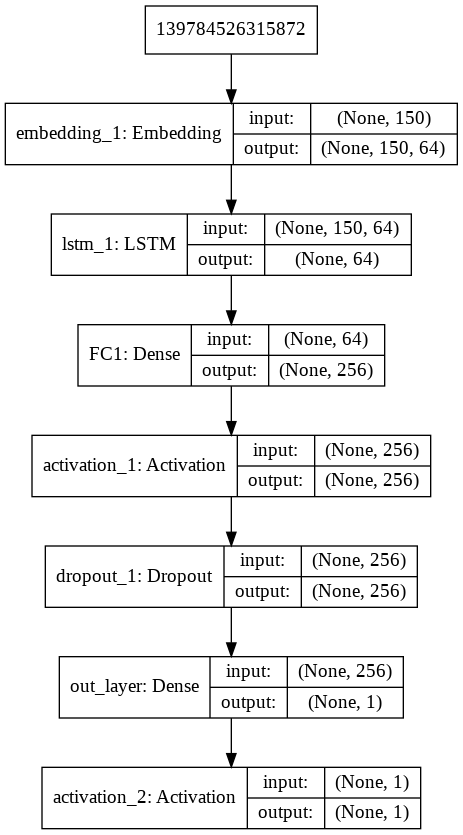 139784526315872
embedding_1: Embedding
input: (None, 150)
output: (None, 150, 64)
lstm_1: LSTM
input: (None, 150, 64)
output: (None, 64)
FC1: Dense
input: (None, 64)
output: (None, 256)
activation_1: Activation
input: (None, 256)
output: (None, 256)
dropout_1: Dropout
input: (None, 256)
output: (None, 256)
out_layer: Dense
input: (None, 256)
output: (None, 1)
activation_2: Activation
input: (None, 1)
output: (None, 1)